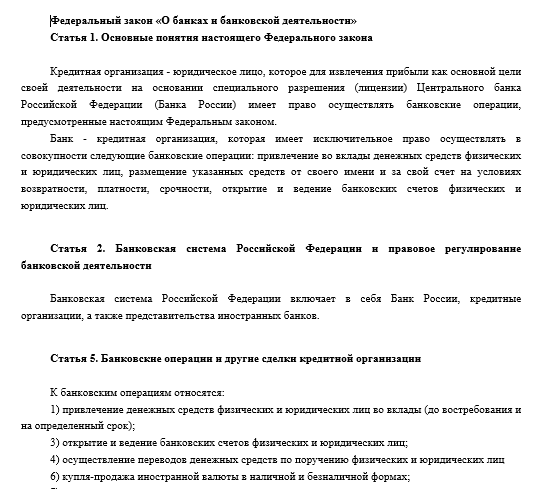 Федеральный закон «О банках и банковской деятельности»
Статья 1. Основные понятия настоящего Федерального закона
Кредитная организация - юридическое лицо, которое для извлечения прибыли как основной цели
своей деятельности на основании специального разрешения (лицензии) Центрального банка
Российской Федерации (Банка России) имеет право осуществлять банковские операции,
предусмотренные настоящим Федеральным законом.
Банк - кредитная организация, которая имеет исключительное право осуществлять в
совокупности следующие банковские операции: привлечение во вклады денежных средств физических
и юридических лиц, размещение указанных средств от своего имени и за свой счет на условиях
возвратности, платности, срочности, открытие и ведение банковских счетов физических и
юридических лиц.
Статья 2. Банковская система Российской Федерации и правовое регулирование
банковской деятельности
Банковская система Российской Федерации включает в себя Банк России, кредитные
организации, а также представительства иностранных банков.
Статья 5. Банковские операции и другие сделки кредитной организации
К банковским операциям относятся:
1) привлечение денежных средств физических и юридических лиц во вклады (до востребования и
на определенный срок);
3) открытие и ведение банковских счетов физических и юридических лиц;
4) осуществление переводов денежных средств по поручению физических и юридических лиц
6) купля-продажа иностранной валюты в наличной и безналичной формах;